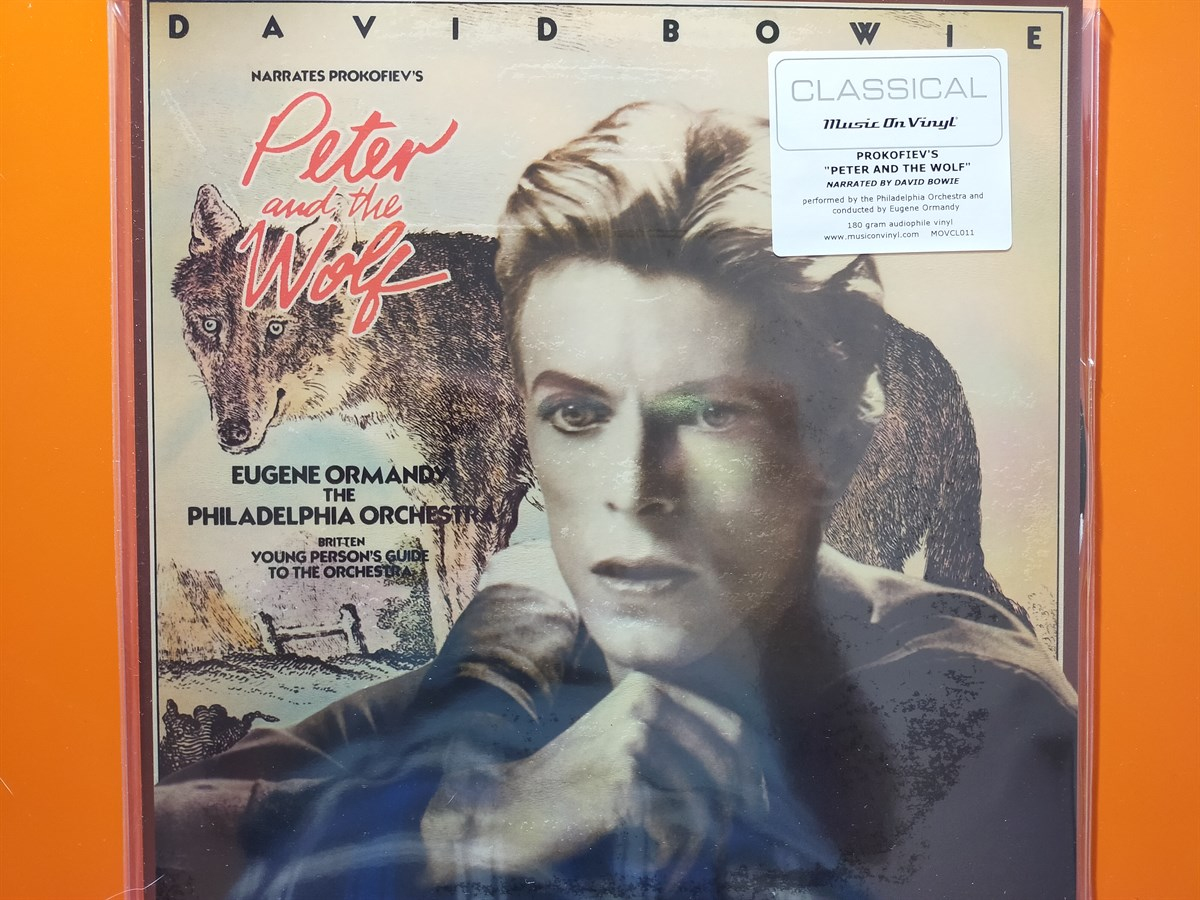 DAVID BOWIE
NARRATES PROKOFIEV'S
Peter
and the
Wolf
EUGENE ORMANDY
THE
PHILADELPHIA ORCHESTRA
BRITTEN
YOUNG PERSON'S GUIDE
TO THE ORCHESTRA
CLASSICAL
Music On Vinyl
PROKOFIEV'S
"PETER AND THE WOLF"
NARRATED BY DAVID BOWIE
performed by the Philadelphia Orchestra and
conducted by Eugene Ormandy
180 gram audiophile vinyl
www.musiconvinyl.com MOVCL011